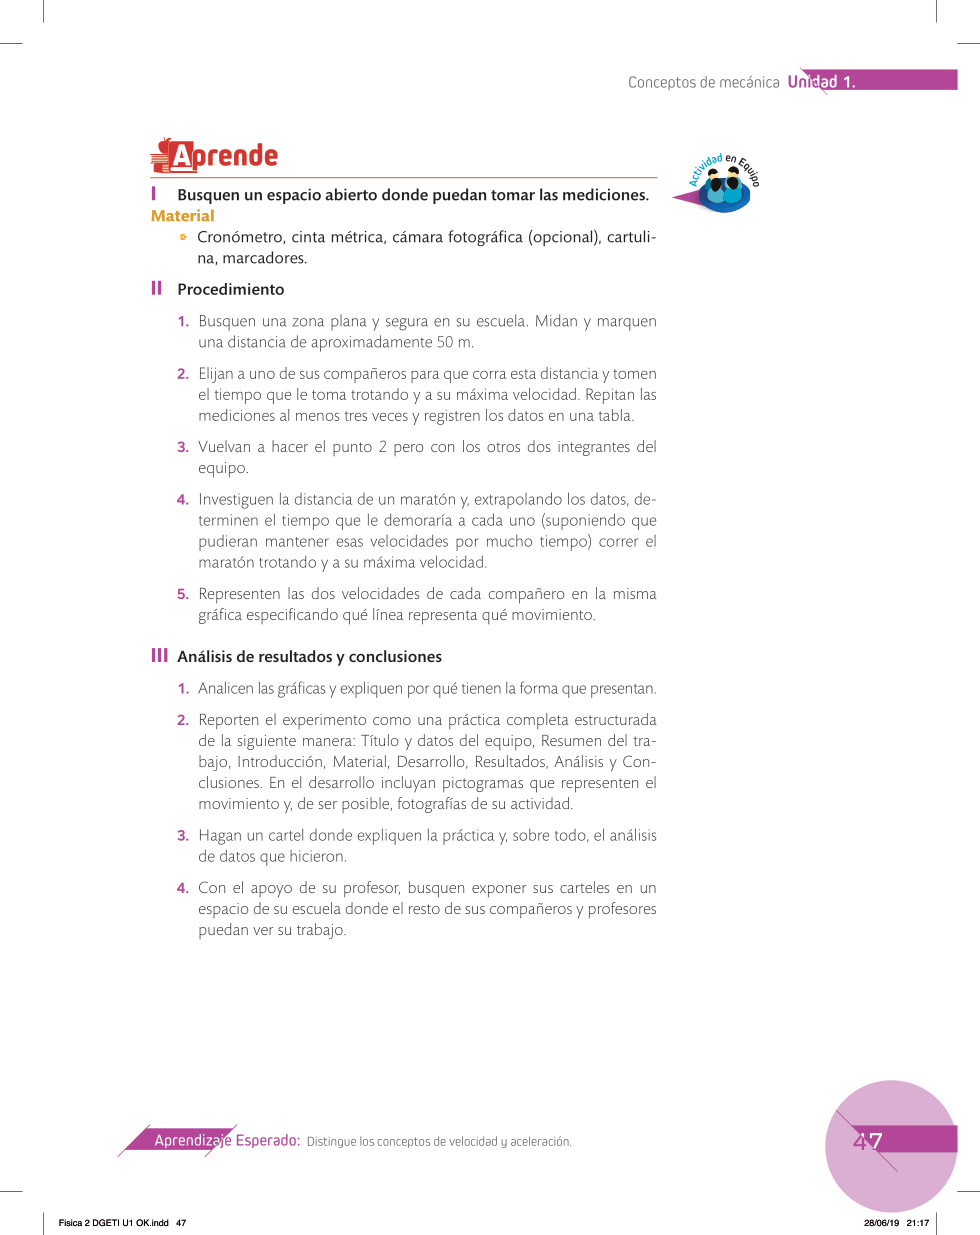 Conceptos de mecánica Unidad 1.
Aprende
Actividad en Equipo
I Busquen un espacio abierto donde puedan tomar las mediciones.
Material
Cronómetro, cinta métrica, cámara fotográfica (opcional), cartuli-
na, marcadores.
II Procedimiento
1. Busquen una zona plana y segura en su escuela. Midan y marquen
una distancia de aproximadamente 50 m.
2. Elijan a uno de sus compañeros para que corra esta distancia y tomen
el tiempo que le toma trotando y a su máxima velocidad. Repitan las
mediciones al menos tres veces y registren los datos en una tabla.
3. Vuelvan a hacer el punto 2 pero con los otros dos integrantes del
equipo.
4. Investiguen la distancia de un maratón y, extrapolando los datos, de-
terminen el tiempo que le demoraría a cada uno (suponiendo que
pudieran mantener esas velocidades por mucho tiempo) correr el
maratón trotando y a su máxima velocidad.
5. Representen las dos velocidades de cada compañero en la misma
gráfica especificando qué línea representa qué movimiento.
III Análisis de resultados y conclusiones
1. Analicen las gráficas y expliquen por qué tienen la forma que presentan.
2. Reporten el experimento como una práctica completa estructurada
de la siguiente manera: Título y datos del equipo, Resumen del tra-
bajo, Introducción, Material, Desarrollo, Resultados, Análisis y Con-
clusiones. En el desarrollo incluyan pictogramas que representen el
movimiento y, de ser posible, fotografías de su actividad.
3. Hagan un cartel donde expliquen la práctica y, sobre todo, el análisis
de datos que hicieron.
4. Con el apoyo de su profesor, busquen exponer sus carteles en un
espacio de su escuela donde el resto de sus compañeros y profesores
puedan ver su trabajo.
Aprendizaje Esperado: Distingue los conceptos de velocidad y aceleración.
47
Fisica 2 DGETI U1 OK.indd 47
28/06/19 21:17